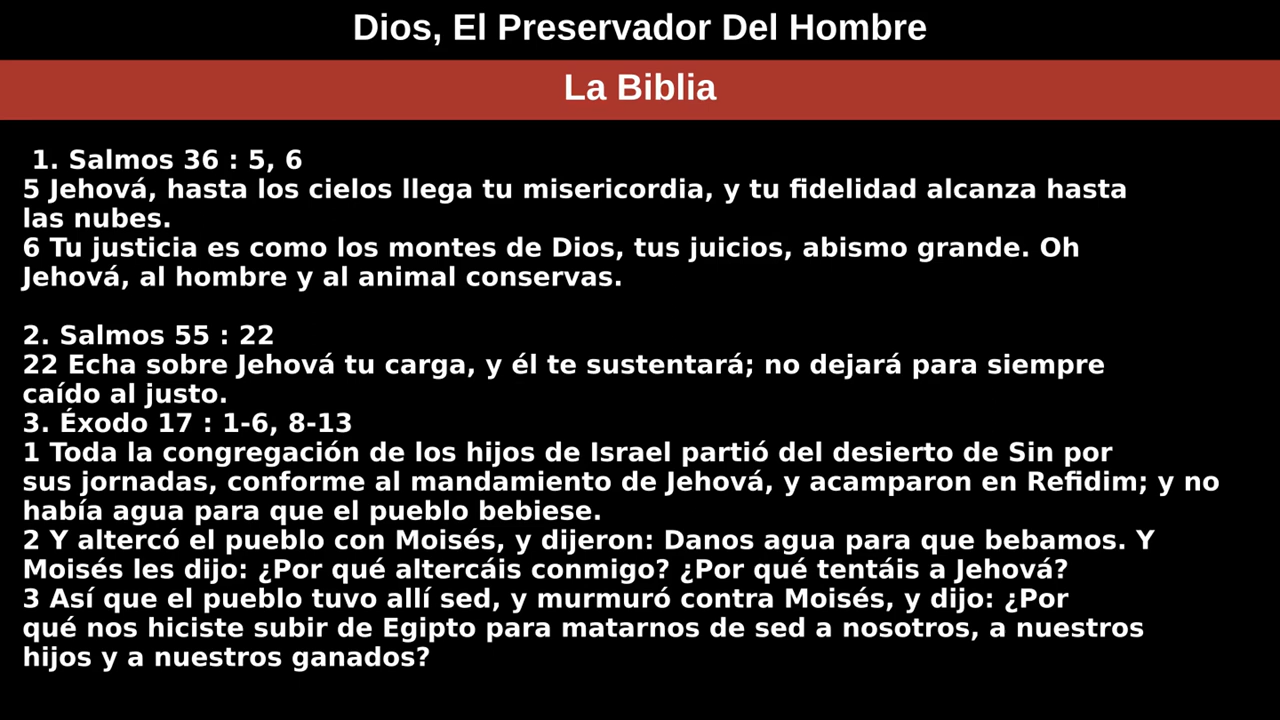 Dios, El Preservador Del Hombre
La Biblia
1. Salmos 36 : 5, 6
5 Jehová, hasta los cielos llega tu misericordia, y tu fidelidad alcanza hasta
las nubes.
6 Tu justicia es como los montes de Dios, tus juicios, abismo grande. Oh
Jehová, al hombre y al animal conservas.
2. Salmos 55 : 22
22 Echa sobre Jehová tu carga, y él te sustentará; no dejará para siempre
caído al justo.
3. Éxodo 17 : 1-6, 8-13
1 Toda la congregación de los hijos de Israel partió del desierto de Sin por
sus jornadas, conforme al mandamiento de Jehová, y acamparon en Refidim; y no
había agua para que el pueblo bebiese.
2 Y altercó el pueblo con Moisés, y dijeron: Danos agua para que bebamos. Y
Moisés les dijo: ¿Por qué altercáis conmigo? ¿Por qué tentáis a Jehová?
3 Así que el pueblo tuvo allí sed, y murmuró contra Moisés, y dijo: ¿Por
qué nos hiciste subir de Egipto para matarnos de sed a nosotros, a nuestros
hijos y a nuestros ganados?